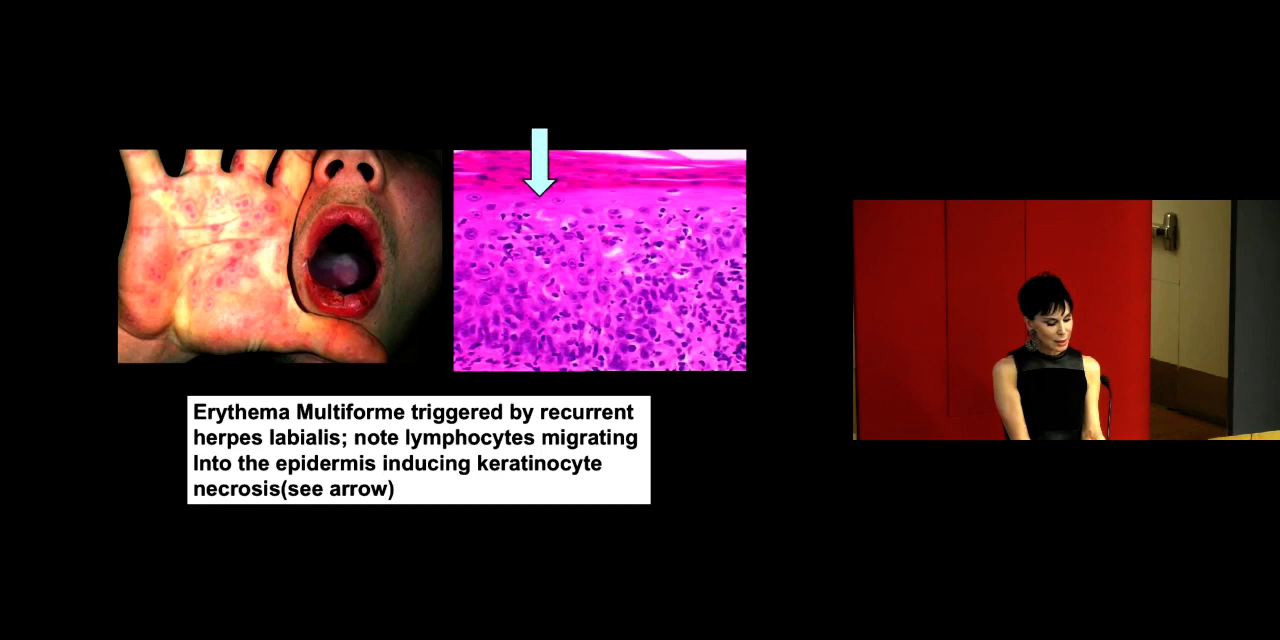 Erythema Multiforme triggered by recurrent
herpes labialis; note lymphocytes migrating
Into the epidermis inducing keratinocyte
necrosis(see arrow)